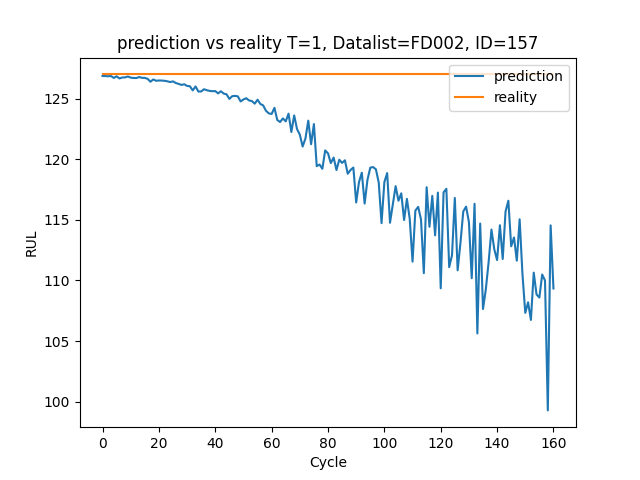 prediction vs reality T=1, Datalist=FD002, ID=157
prediction
reality
RUL
125
120
115
110
105
100
0 20 40 60 80 100 120 140 160
Cycle